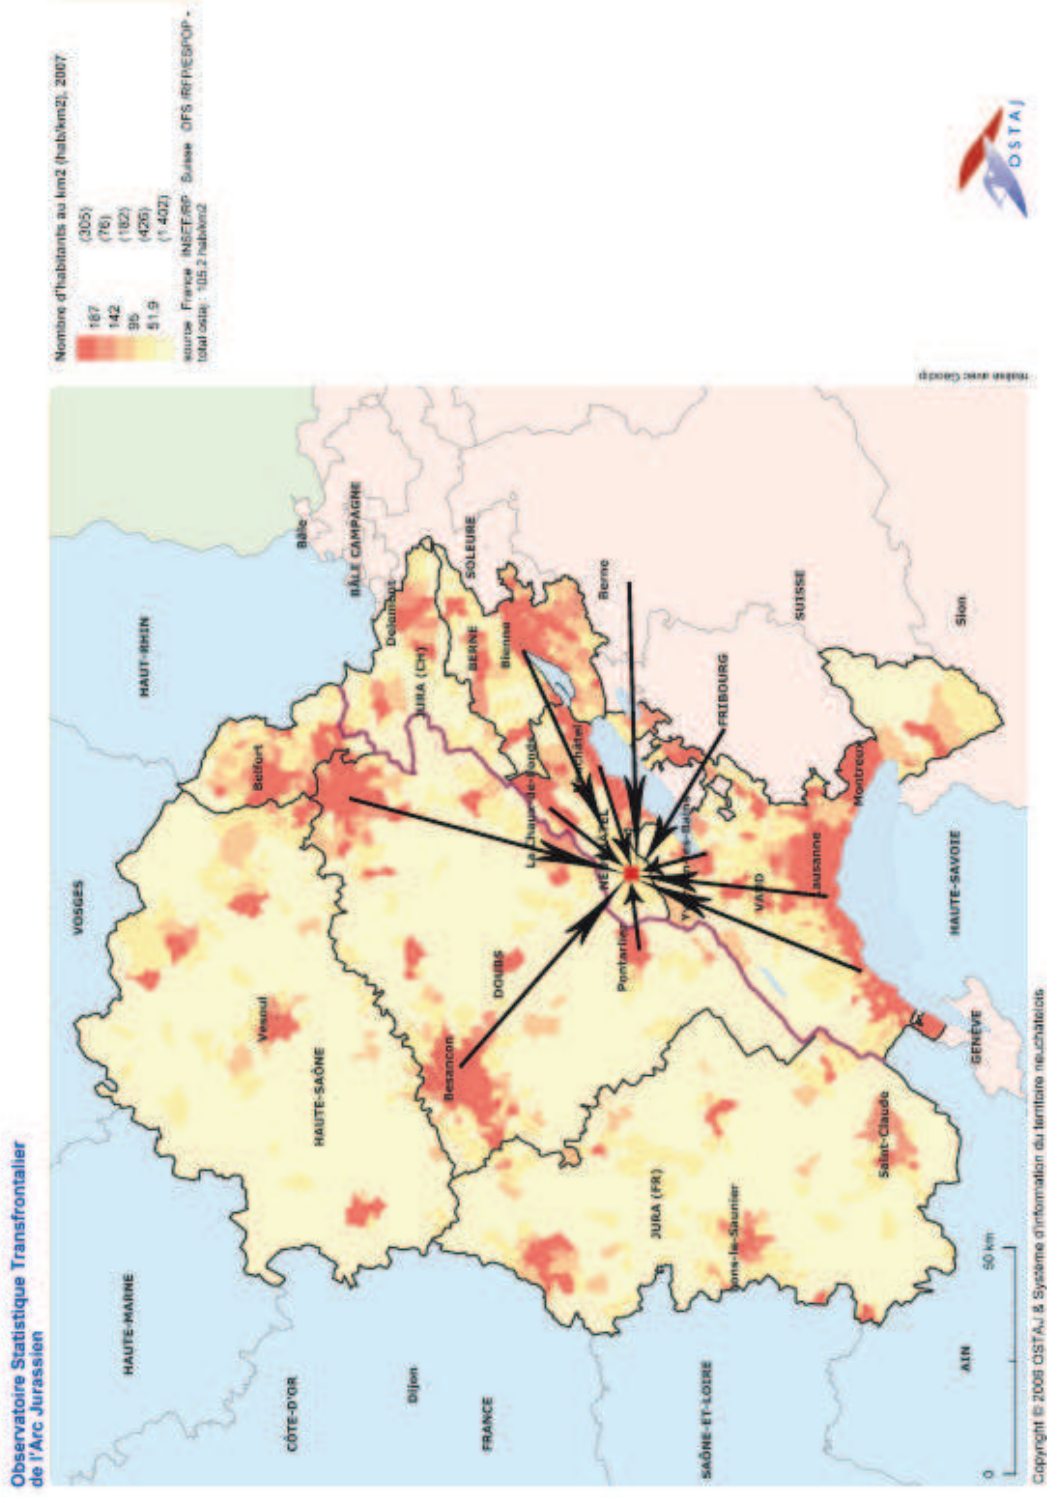 Observatoire Statistique Transfrontalier
de l'Arc Jurassien
Nombre d'habitants au km2 (hab/km2), 2007
187 (305)
142 (76)
95 (182)
51.9 (426)
(1 402)
source France INSEE/RP Suisse OFS /RFP/ESPOP -
total ostaj : 105.2 hab/km2
HAUTE-MARNE
VOSGES
HAUT-RHIN
Bâle
BÂLE CAMPAGNE
Belfort
Vesoul
HAUTE-SAÔNE
CÔTE-D'OR
Delémont
JURA (CH)
SOLEURE
BERNE
Bienne
Dijon
Besançon
DOUBS
La Chaux-de-Fonds
FRANCE
Berne
Pontarlier
FRIBOURG
JURA (FR)
SAÔNE-ET-LOIRE
VAUD
SUISSE
Lausanne
Montreux
Saint-Claude
Sion
HAUTE-SAVOIE
GENÈVE
AIN
0
50 km
réalisé avec Géoclip
OSTAJ
Copyright © 2006 OSTAJ & Système d'information du territoire neuchâtelois